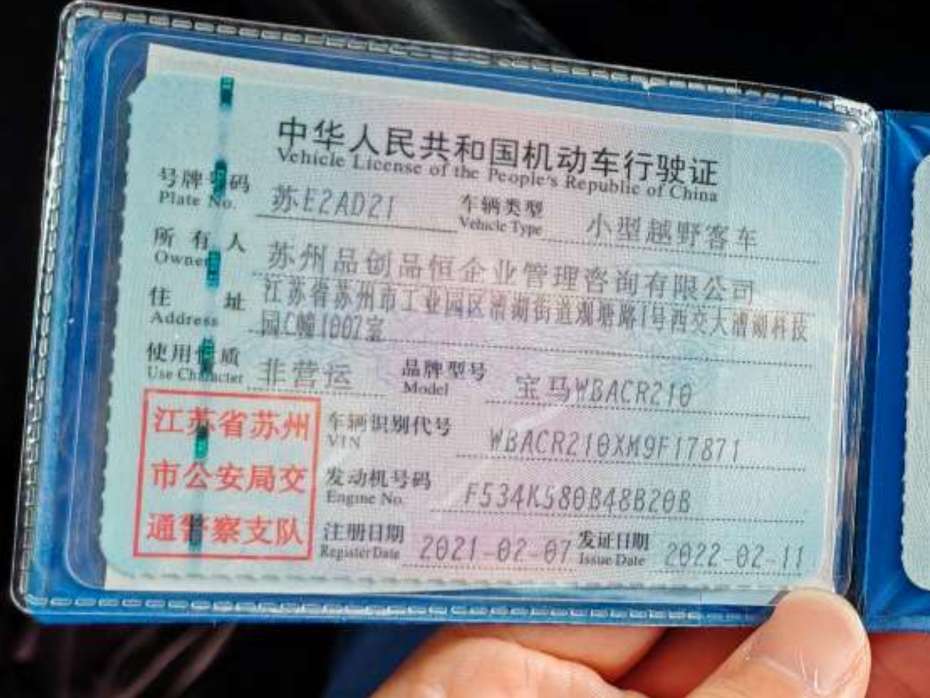 中华人民共和国机动车行驶证
Vehicle License of the People's Republic of China
号牌号码 苏E2AD21 车辆类型 小型越野客车
Plate No. Vehicle Type
所有人 苏州品创品恒企业管理咨询有限公司
Owner
住址 江苏省苏州市工业园区漕湖街道观塘路1号西交大漕湖科技
Address 园C幢1007室
使用性质 非营运 品牌型号 宝马WBACR210
Use Character Model
江苏省苏州 车辆识别代号 WBACR210XM9F17871
VIN
市公安局交 发动机号码 F534K580B48B20B
Engine No.
通警察支队 注册日期 2021-02-07 发证日期 2022-02-11
Register Date Issue Date